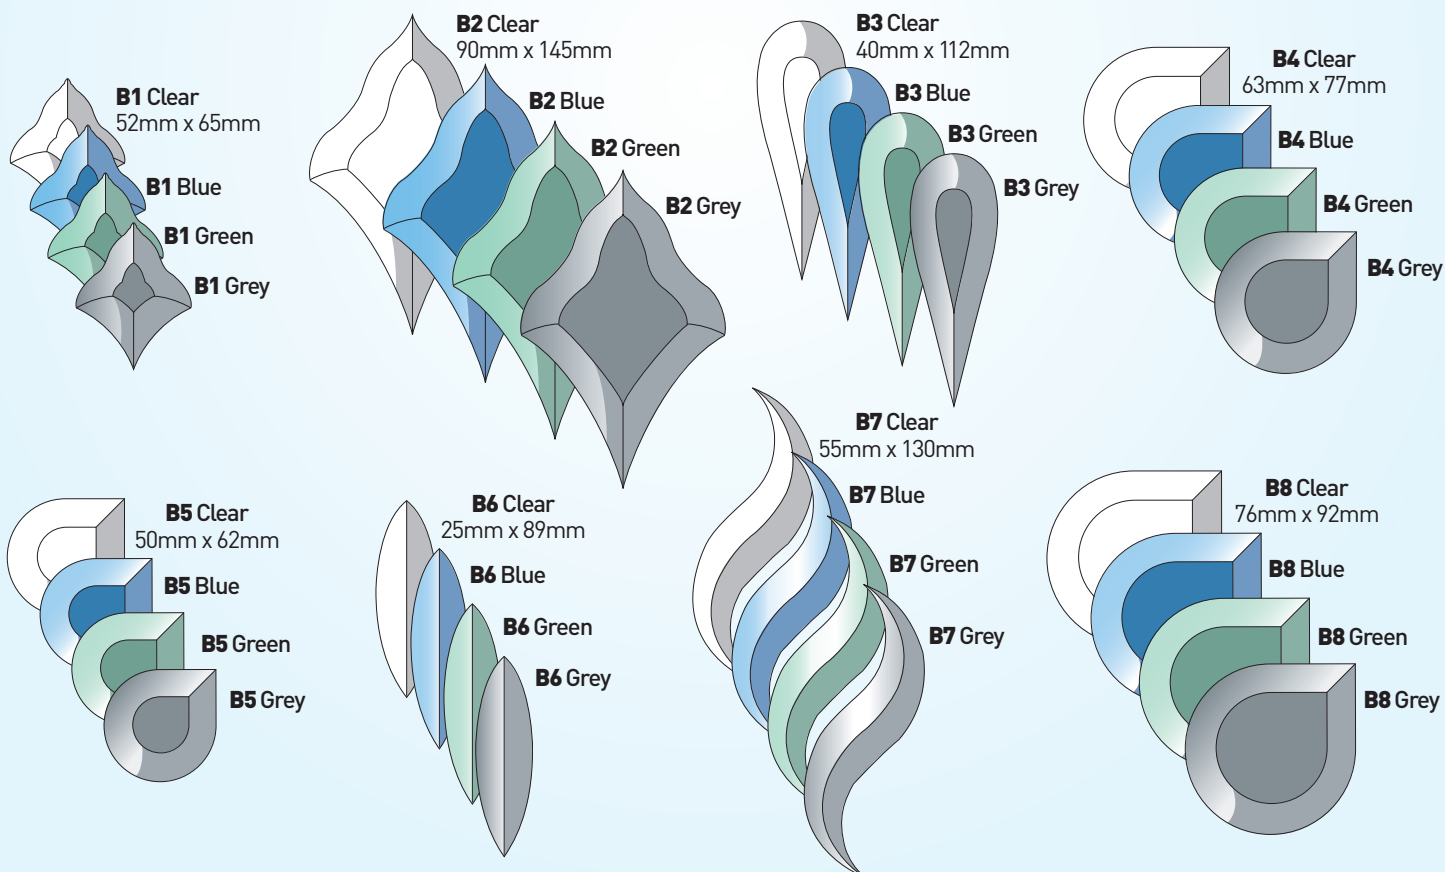 B1 Clear
52mm x 65mm
B1 Blue
B1 Green
B1 Grey
B2 Clear
90mm x 145mm
B2 Blue
B2 Green
B2 Grey
B3 Clear
40mm x 112mm
B3 Blue
B3 Green
B3 Grey
B4 Clear
63mm x 77mm
B4 Blue
B4 Green
B4 Grey
B5 Clear
50mm x 62mm
B5 Blue
B5 Green
B5 Grey
B6 Clear
25mm x 89mm
B6 Blue
B6 Green
B6 Grey
B7 Clear
55mm x 130mm
B7 Blue
B7 Green
B7 Grey
B8 Clear
76mm x 92mm
B8 Blue
B8 Green
B8 Grey